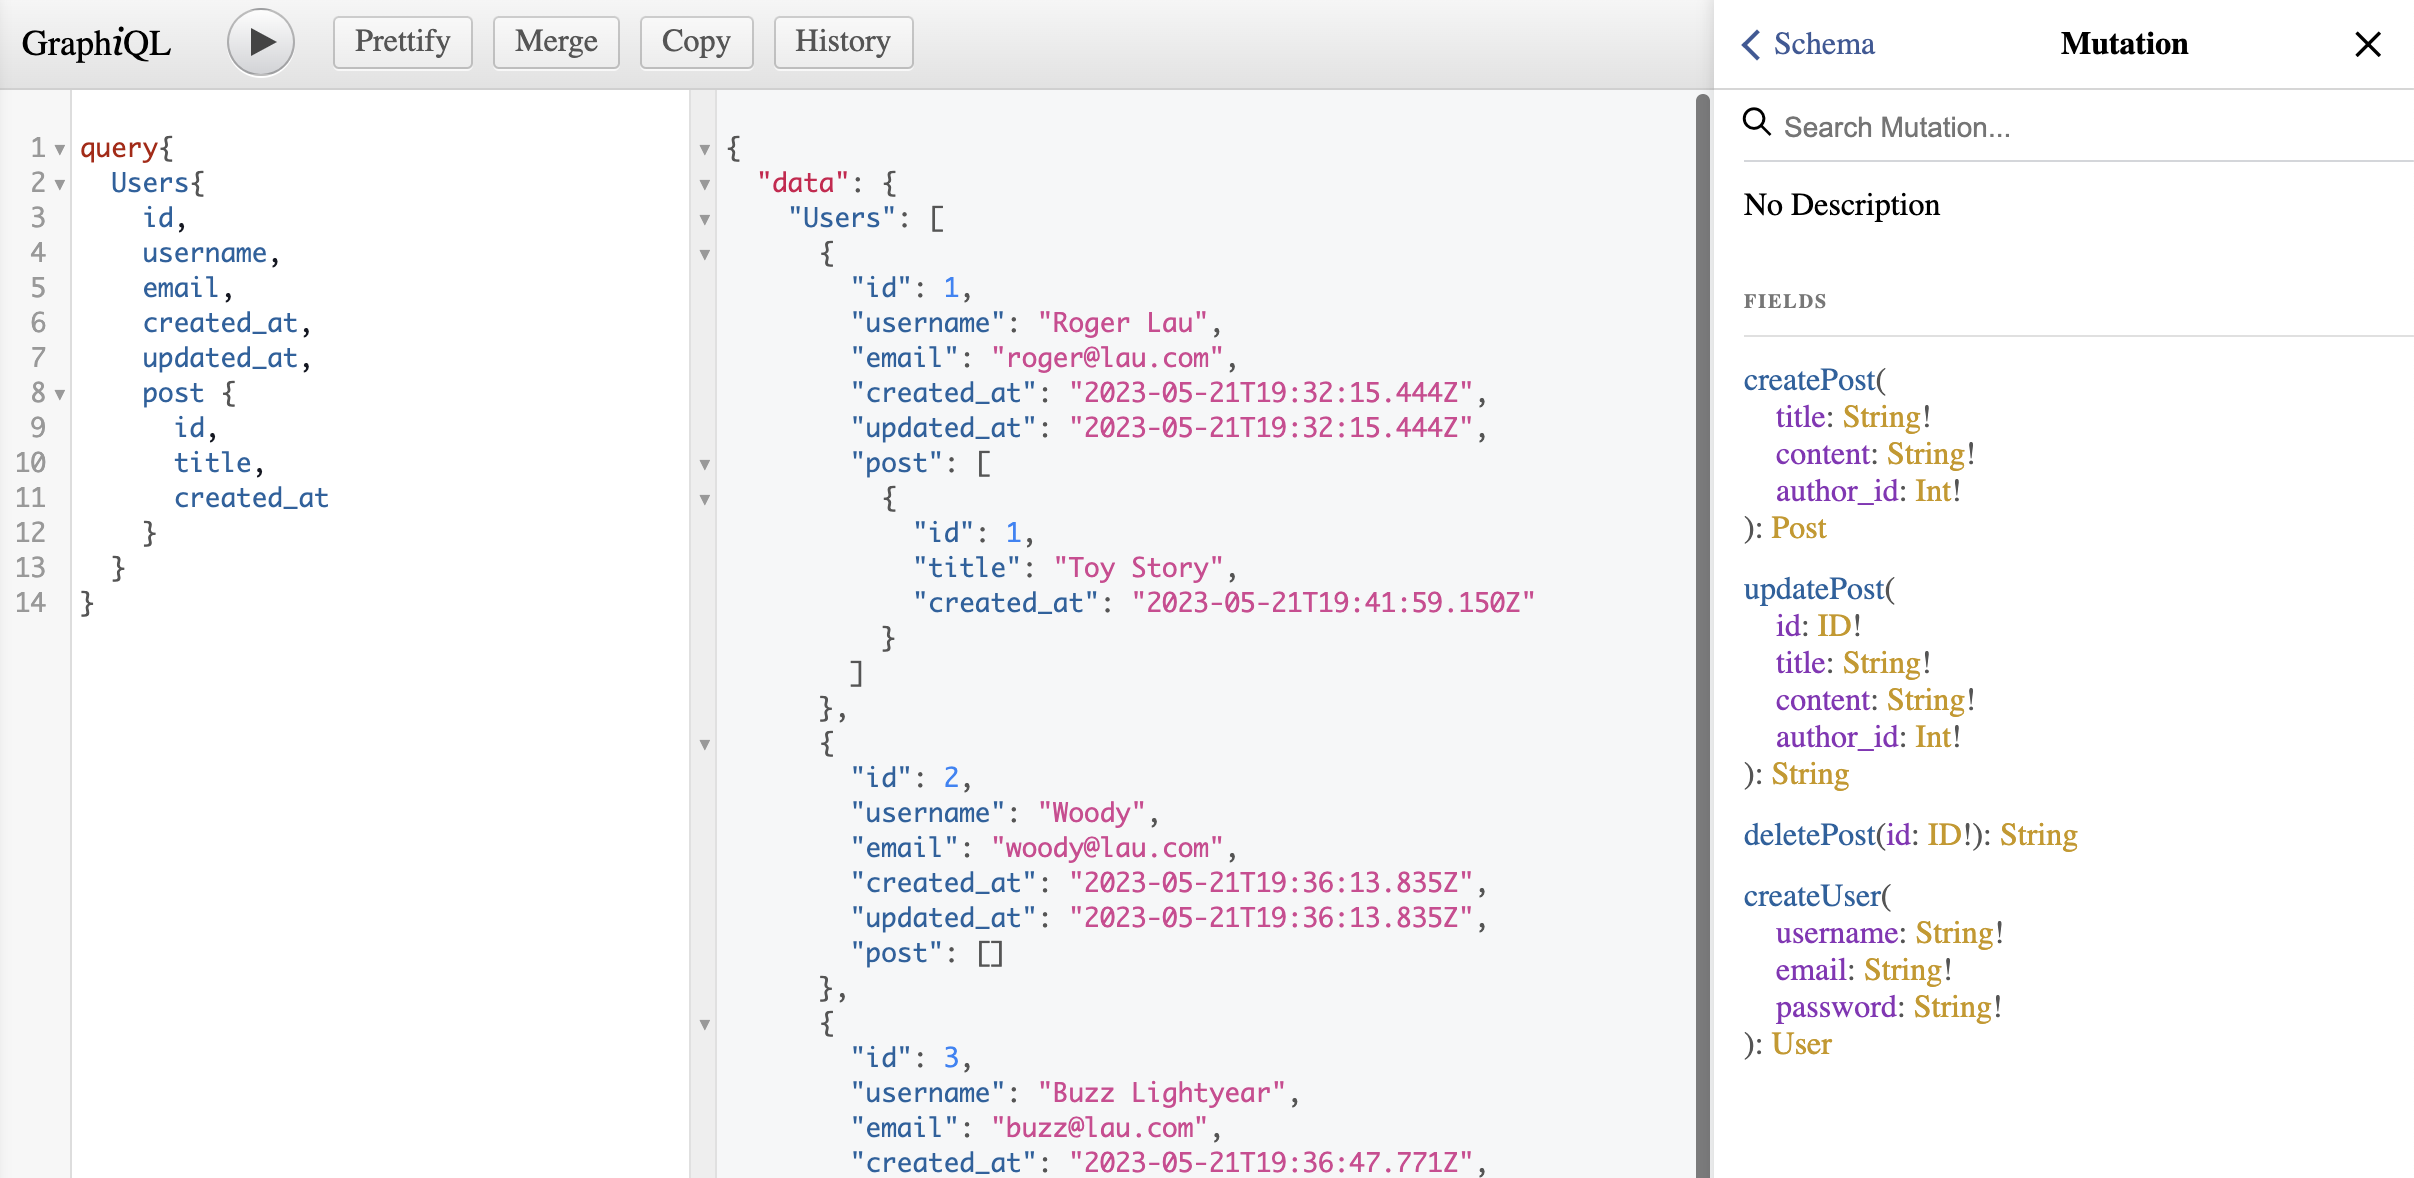 GraphiQL
Prettify
Merge
Copy
History
1 query{
2   Users{
3     id,
4     username,
5     email,
6     created_at,
7     updated_at,
8     post {
9       id,
10       title,
11       created_at
12     }
13   }
14 }
{
  "data": {
    "Users": [
      {
        "id": 1,
        "username": "Roger Lau",
        "email": "roger@lau.com",
        "created_at": "2023-05-21T19:32:15.444Z",
        "updated_at": "2023-05-21T19:32:15.444Z",
        "post": [
          {
            "id": 1,
            "title": "Toy Story",
            "created_at": "2023-05-21T19:41:59.150Z"
          }
        ]
      },
      {
        "id": 2,
        "username": "Woody",
        "email": "woody@lau.com",
        "created_at": "2023-05-21T19:36:13.835Z",
        "updated_at": "2023-05-21T19:36:13.835Z",
        "post": []
      },
      {
        "id": 3,
        "username": "Buzz Lightyear",
        "email": "buzz@lau.com",
        "created_at": "2023-05-21T19:36:47.771Z",
Schema
Mutation
Search Mutation...
No Description
FIELDS
createPost(
title: String!
content: String!
author_id: Int!
): Post
updatePost(
id: ID!
title: String!
content: String!
author_id: Int!
): String
deletePost(id: ID!): String
createUser(
username: String!
email: String!
password: String!
): User